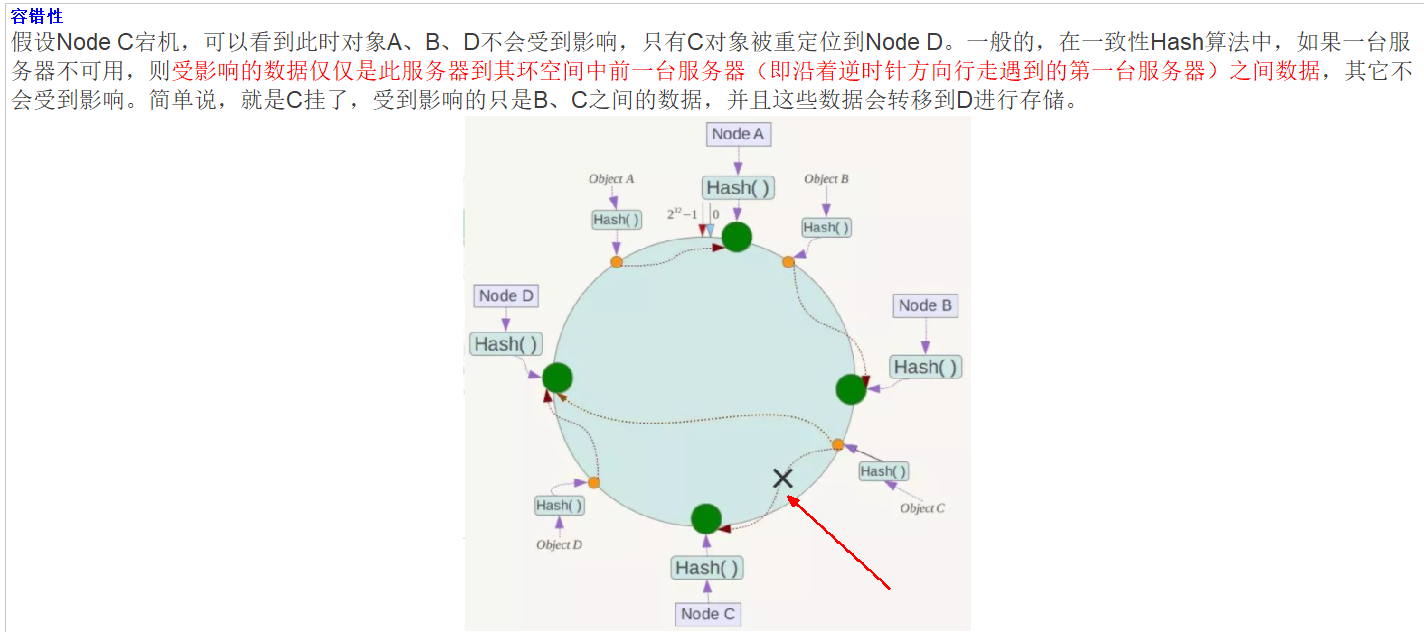 容错性
假设Node C宕机，可以看到此时对象A、B、D不会受到影响，只有C对象被重定位到Node D。一般的，在一致性Hash算法中，如果一台服
务器不可用，则受影响的数据仅仅是此服务器到其环空间中前一台服务器（即沿着逆时针方向行走遇到的第一台服务器）之间数据，其它不
会受到影响。简单说，就是C挂了，受到影响的只是B、C之间的数据，并且这些数据会转移到D进行存储。
Node A
Object A
Hash( )
Object B
Hash( )
2³²−1
0
Hash( )
Node D
Node B
Hash( )
Hash( )
Hash( )
Object C
Hash( )
Object D
Hash( )
Node C